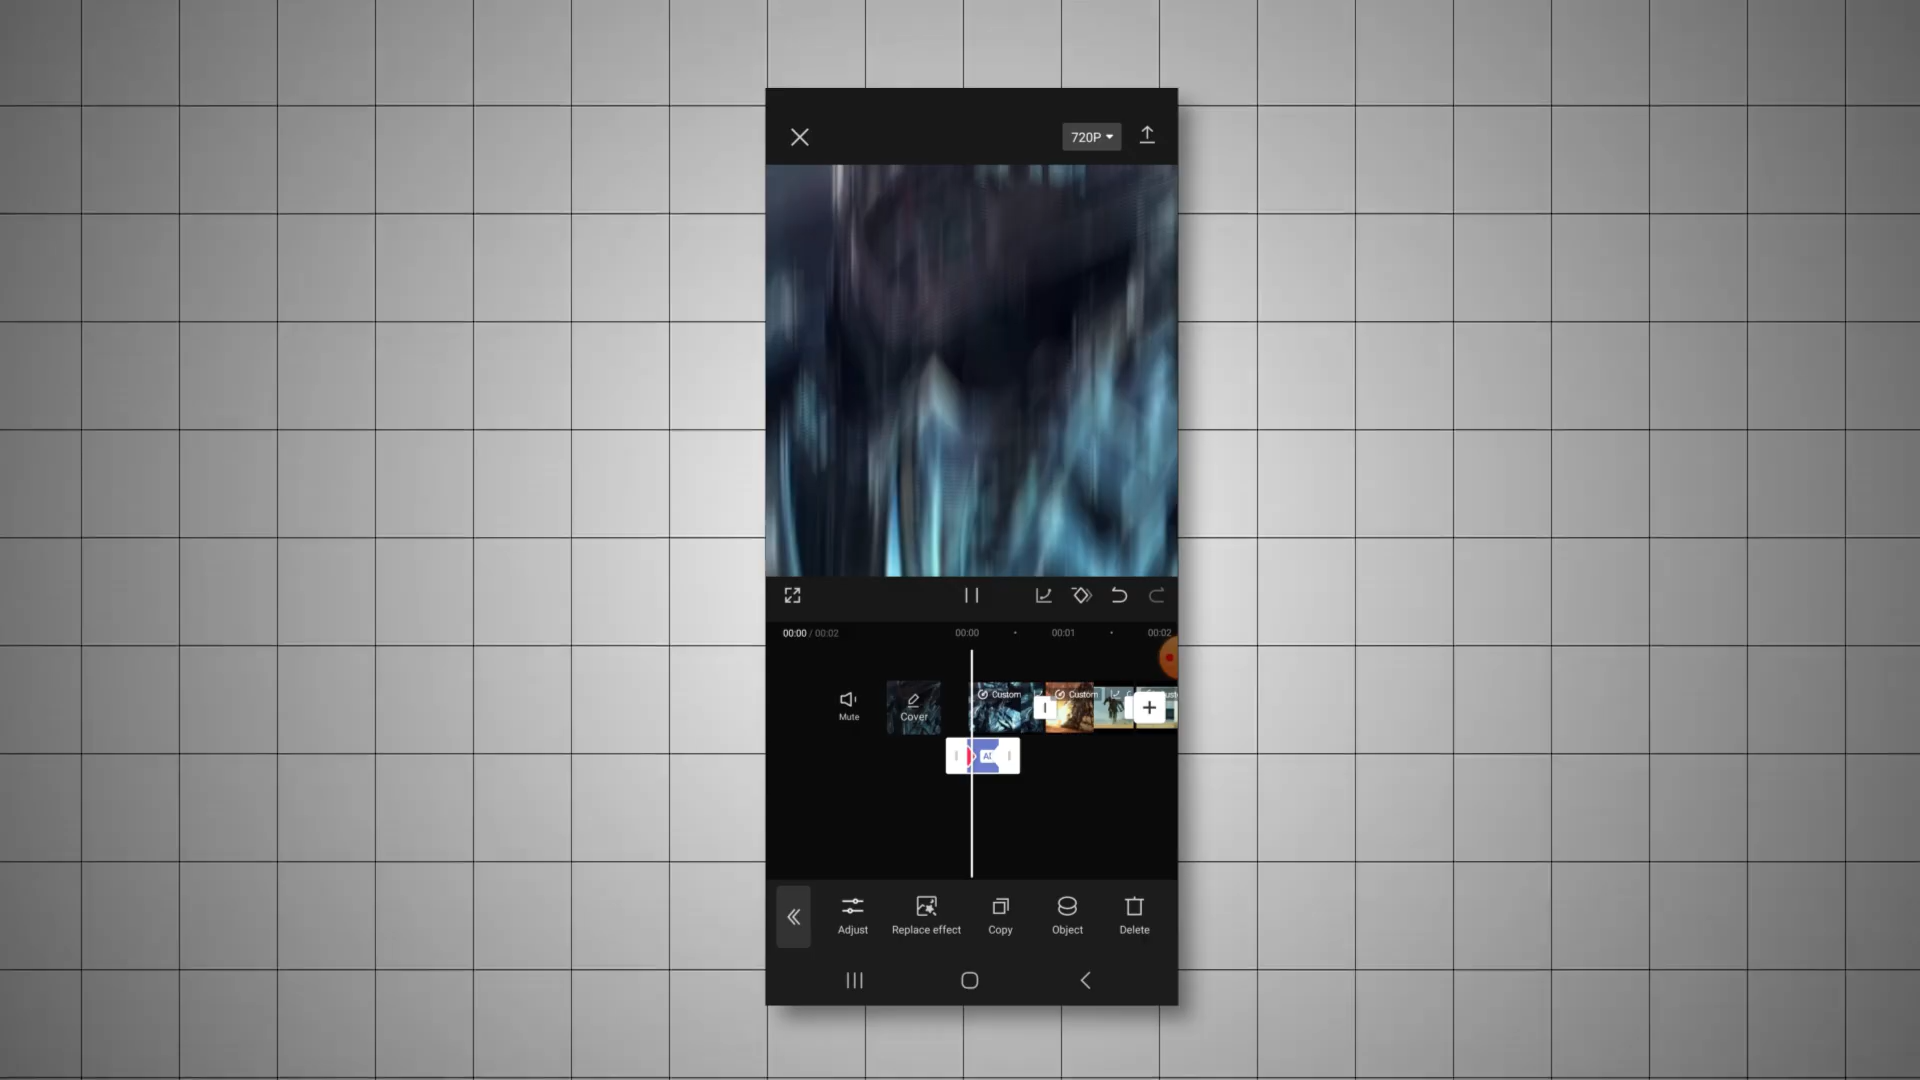 720P
00:00 / 00:02
00:00
00:01
00:02
Mute
Cover
Custom
Custom
AI
Adjust
Replace effect
Copy
Object
Delete